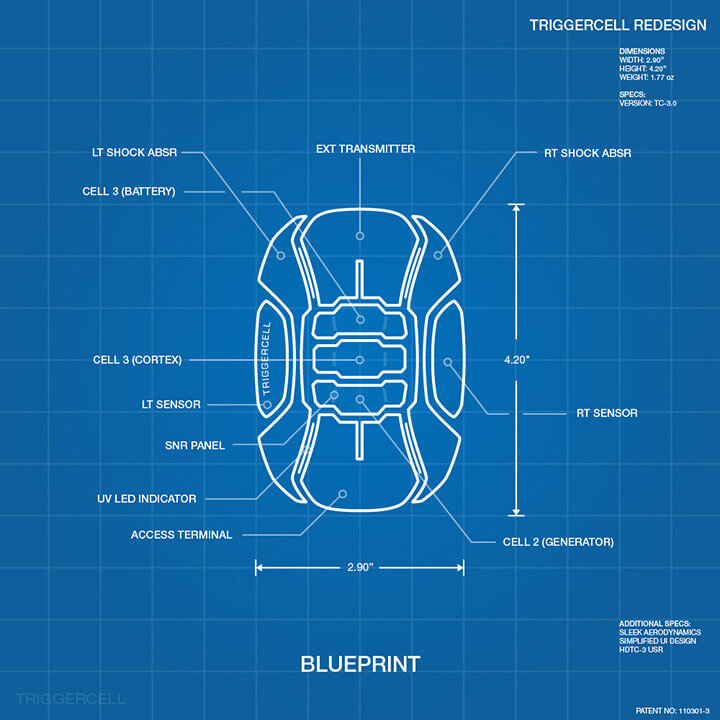 TRIGGERCELL REDESIGN
DIMENSIONS
WIDTH: 2.90"
HEIGHT: 4.20"
WEIGHT: 1.77 oz
SPECS:
VERSION: TC-3.0
LT SHOCK ABSR
EXT TRANSMITTER
RT SHOCK ABSR
CELL 3 (BATTERY)
TRIGGERCELL
CELL 3 (CORTEX)
4.20"
LT SENSOR
RT SENSOR
SNR PANEL
UV LED INDICATOR
ACCESS TERMINAL
CELL 2 (GENERATOR)
2.90"
ADDITIONAL SPECS:
SLEEK AERODYNAMICS
SIMPLIFIED UI DESIGN
HDTC-3 USR
BLUEPRINT
TRIGGERCELL
PATENT NO: 110301-3